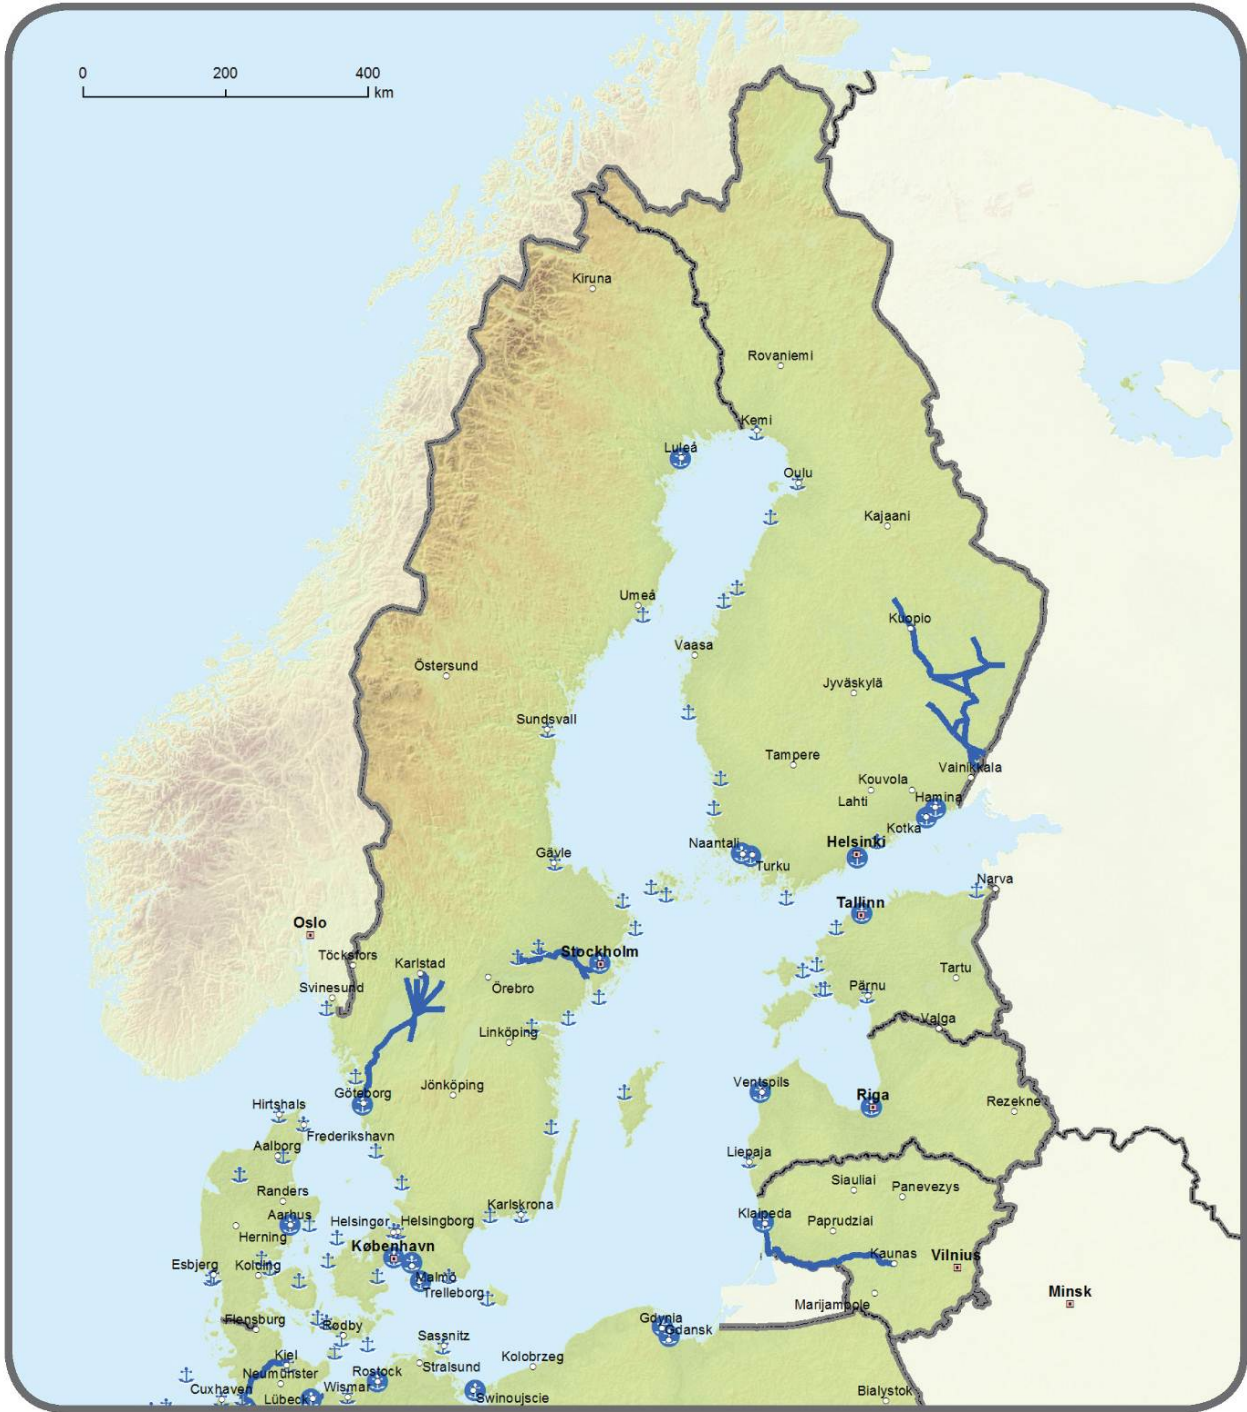 0 200 400
km
Kiruna
Rovaniemi
Kemi
Luleå
Oulu
Kajaani
Umeå
Kuopio
Vaasa
Östersund
Jyväskylä
Sundsvall
Tampere
Vainikkala
Kouvola
Lahti
Hamina
Kotka
Naantali
Helsinki
Gävle
Turku
Narva
Tallinn
Oslo
Töcksfors
Karlstad
Stockholm
Tartu
Svinesund
Örebro
Pärnu
Valga
Linköping
Göteborg
Jönköping
Ventspils
Riga
Rezekne
Hirtshals
Frederikshavn
Aalborg
Liepaja
Siauliai
Panevezys
Randers
Aarhus
Karlskrona
Klaipeda
Paprudziai
Herning
Helsingør
Helsingborg
København
Kaunas
Vilnius
Esbjerg
Kolding
Malmö
Trelleborg
Marijampole
Minsk
Flensburg
Rødby
Gdynia
Gdansk
Sassnitz
Kiel
Stralsund
Kolobrzeg
Neumünster
Rostock
Cuxhaven
Wismar
Lübeck
Swinoujscie
Bialystok